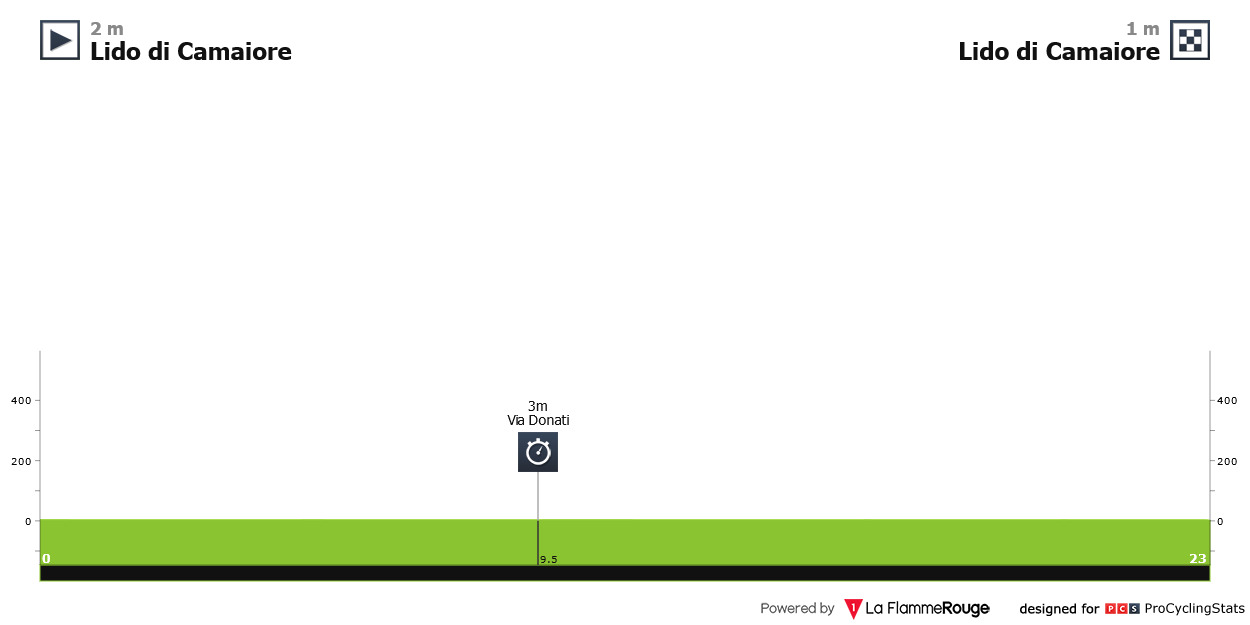 2 m
Lido di Camaiore
1 m
Lido di Camaiore
400
400
3m
Via Donati
200
200
0
0
0
9.5
23
Powered by 1 La FlammeRouge designed for PCS ProCyclingStats